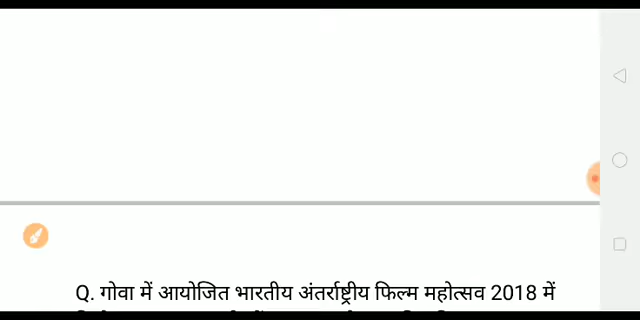 Q. गोवा में आयोजित भारतीय अंतर्राष्ट्रीय फिल्म महोत्सव 2018 में